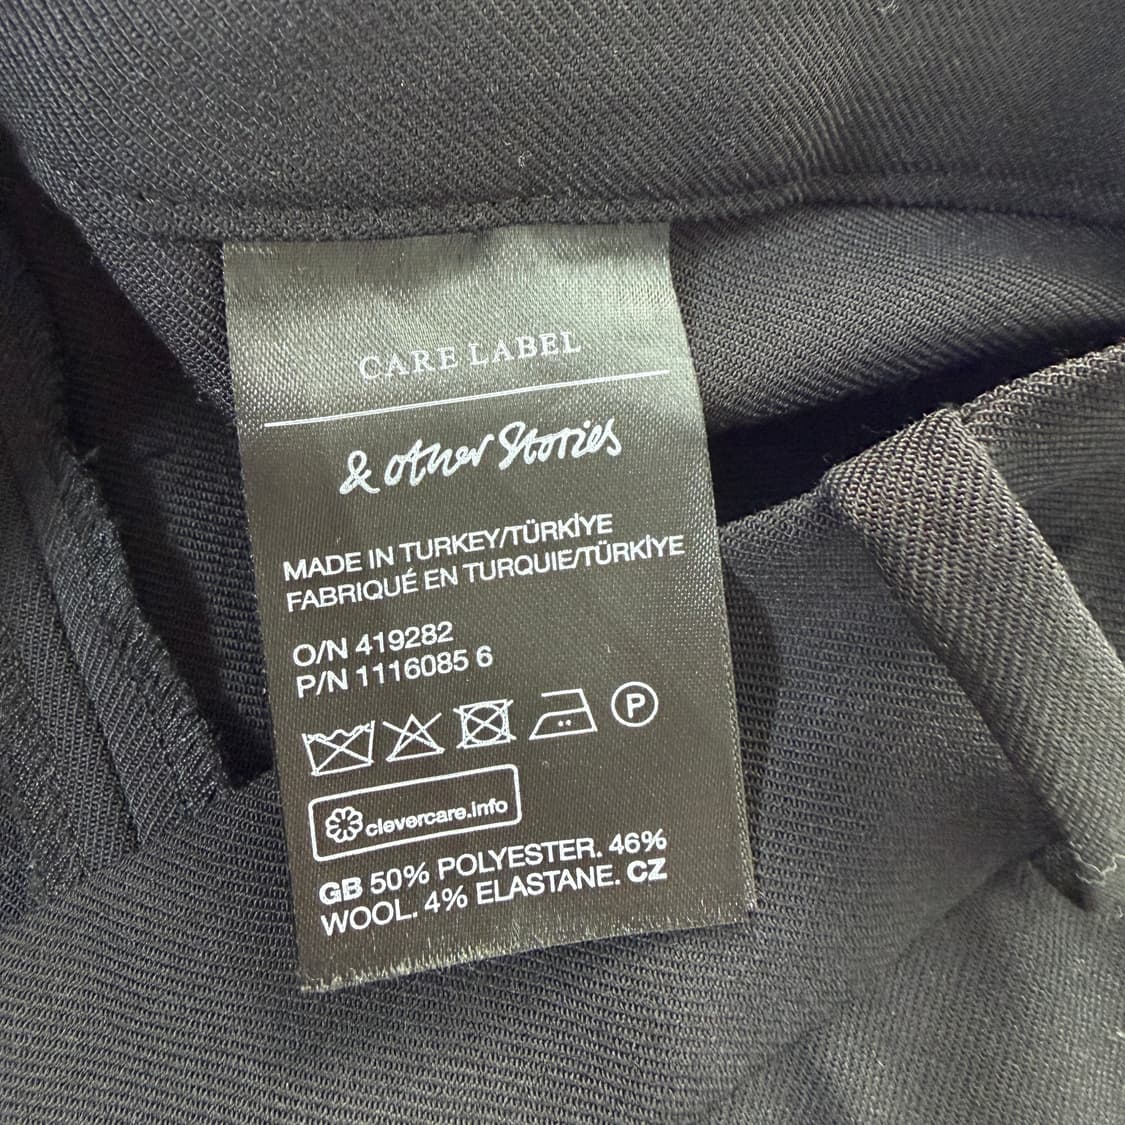 CARE LABEL
& other Stories
MADE IN TURKEY/TÜRKİYE
FABRIQUÉ EN TURQUIE/TÜRKİYE
O/N 419282
P/N 1116085 6
P
clevercare.info
GB 50% POLYESTER. 46%
WOOL. 4% ELASTANE. CZ